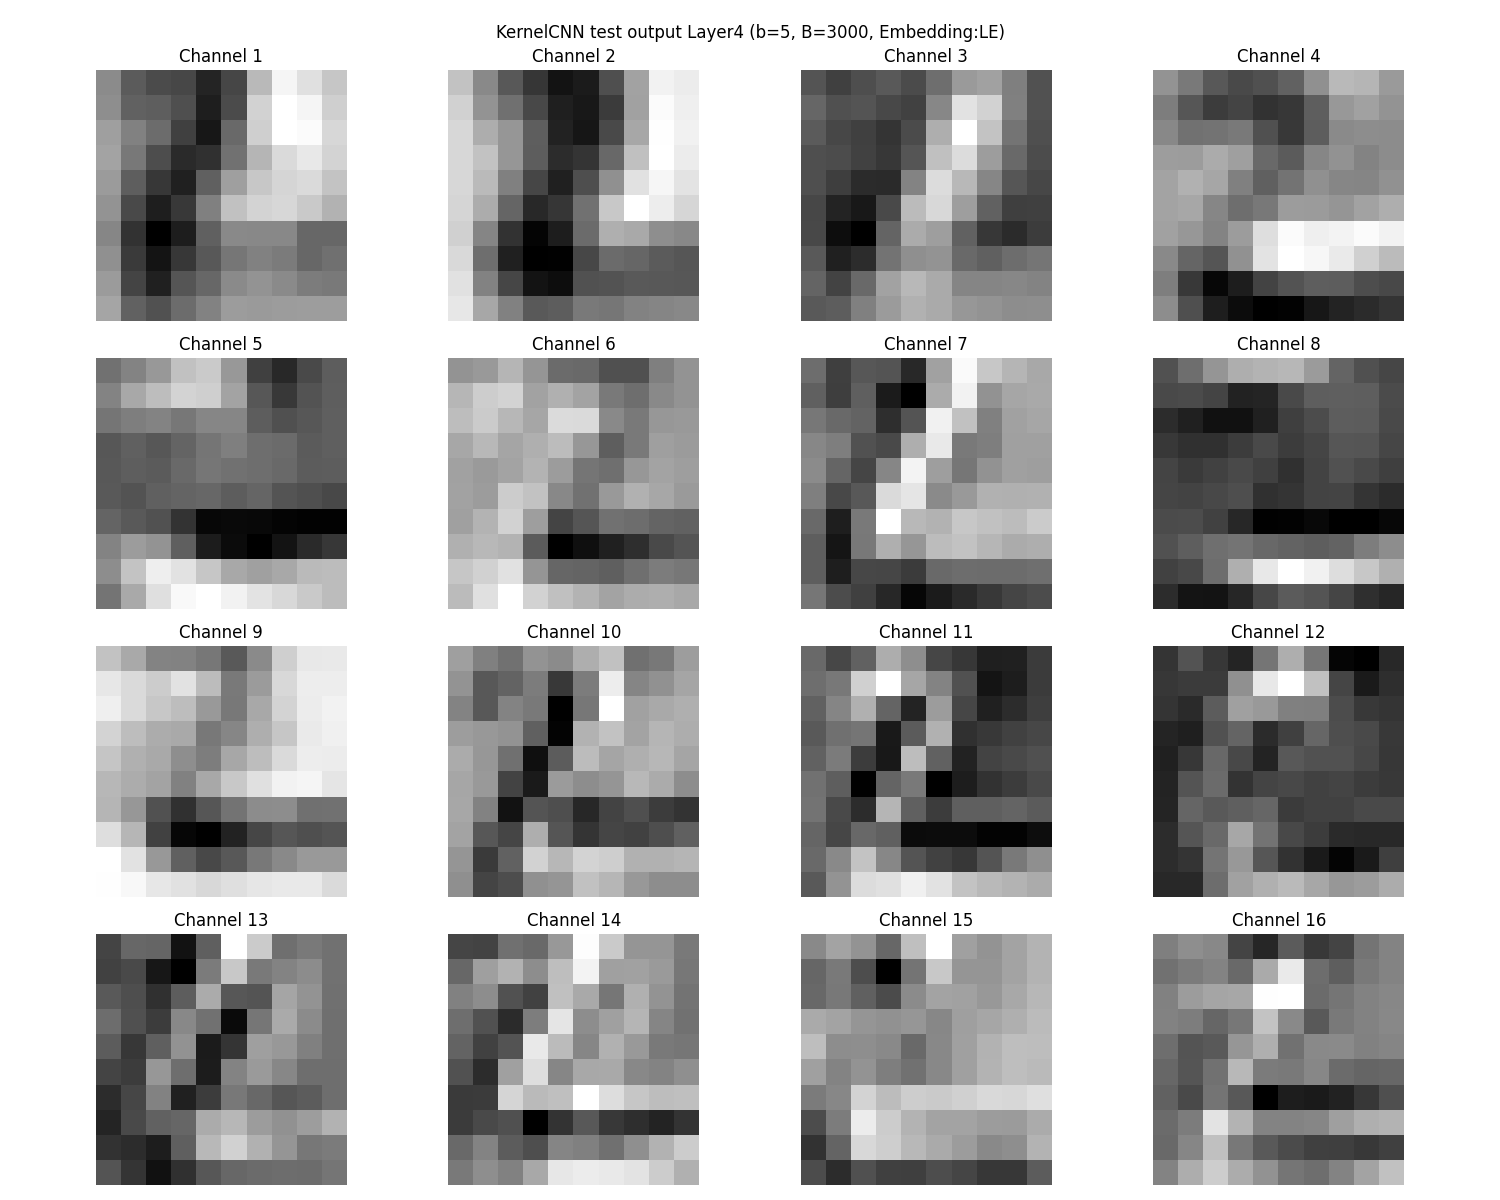 KernelCNN test output Layer4 (b=5, B=3000, Embedding:LE)
Channel 1
Channel 2
Channel 3
Channel 4
Channel 5
Channel 6
Channel 7
Channel 8
Channel 9
Channel 10
Channel 11
Channel 12
Channel 13
Channel 14
Channel 15
Channel 16